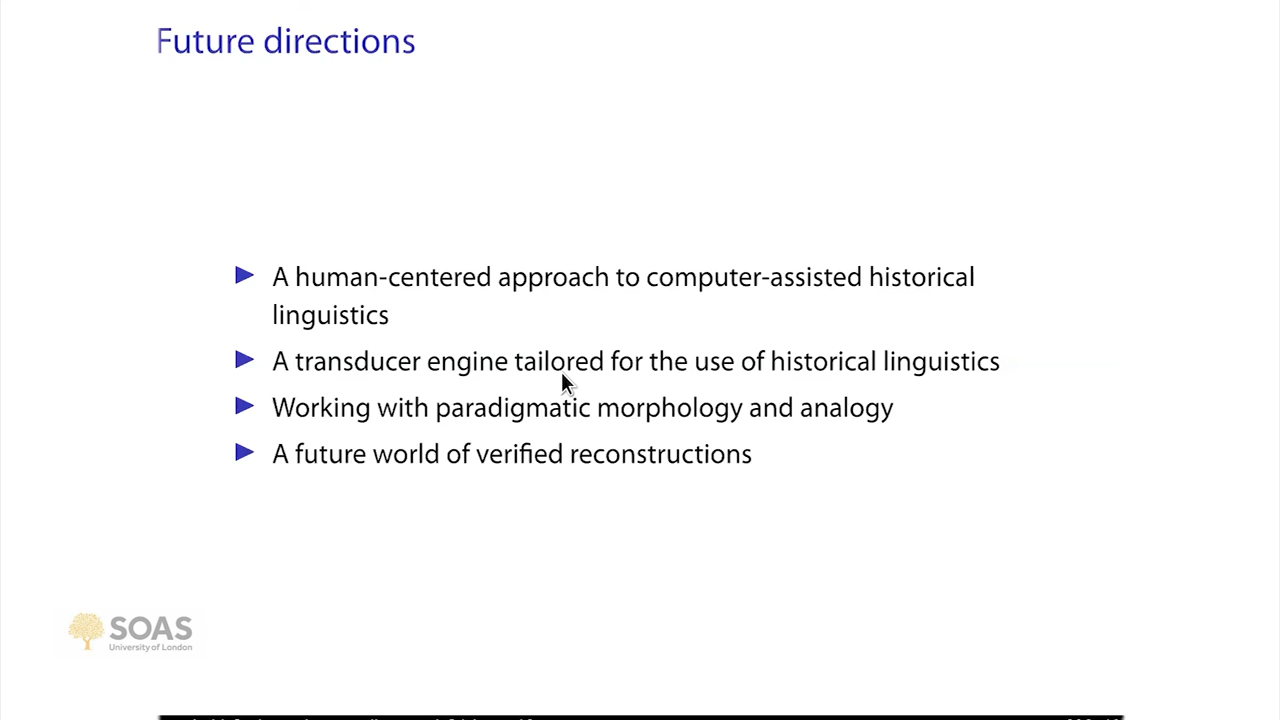 Future directions
A human-centered approach to computer-assisted historical
linguistics
A transducer engine tailored for the use of historical linguistics
Working with paradigmatic morphology and analogy
A future world of verified reconstructions
SOAS
University of London